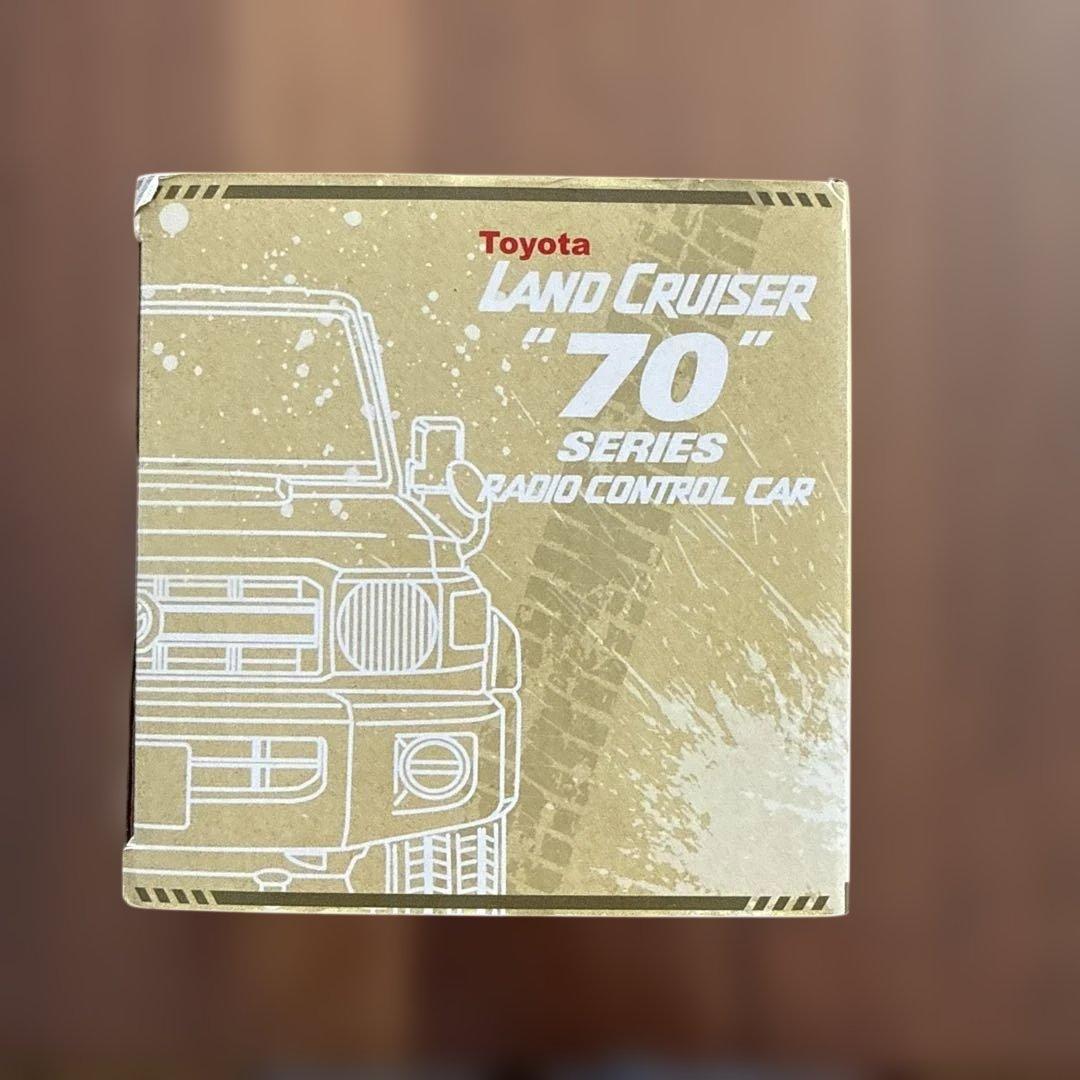 Toyota
LAND CRUISER
"70"
SERIES
RADIO CONTROL CAR